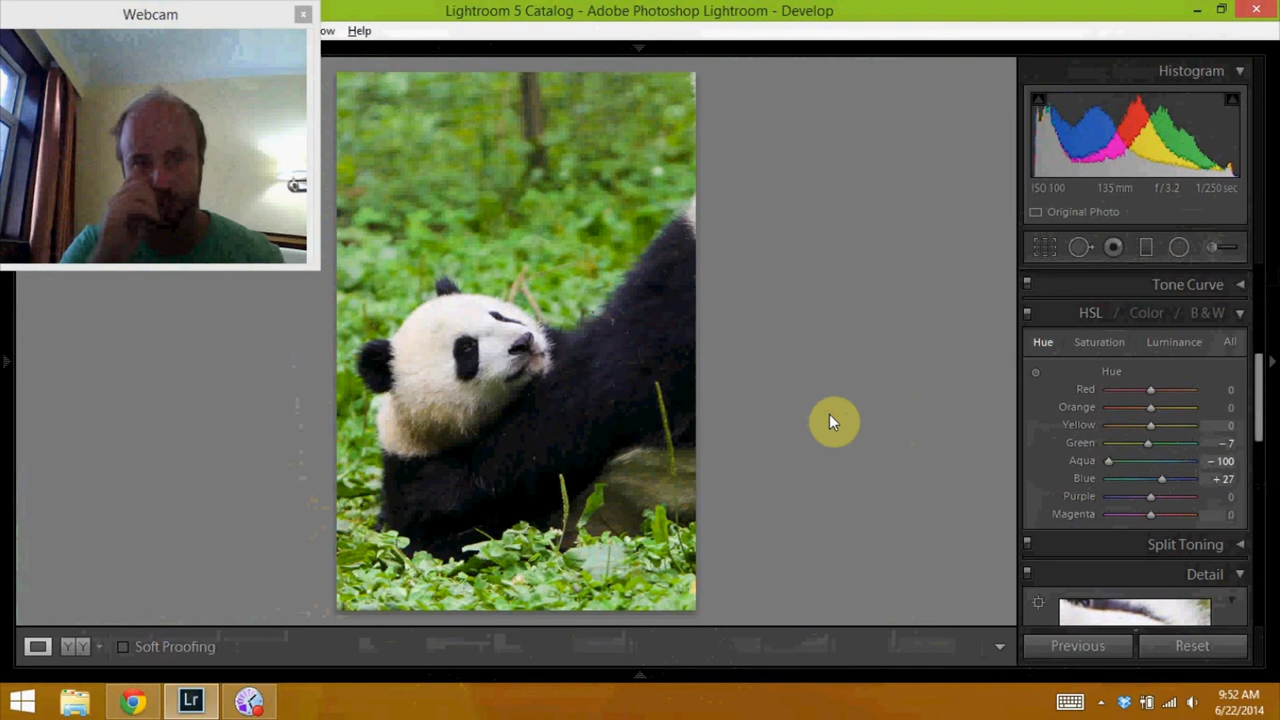 Webcam
x
Lightroom 5 Catalog - Adobe Photoshop Lightroom - Develop
ow Help
Histogram
ISO 100 135 mm f / 3.2 1/250 sec
Original Photo
Tone Curve
HSL / Color / B & W
Hue Saturation Luminance All
Hue
Red 0
Orange 0
Yellow 0
Green - 7
Aqua - 100
Blue + 27
Purple 0
Magenta 0
Split Toning
Detail
Previous Reset
YY Soft Proofing
Lr
9:52 AM
6/22/2014